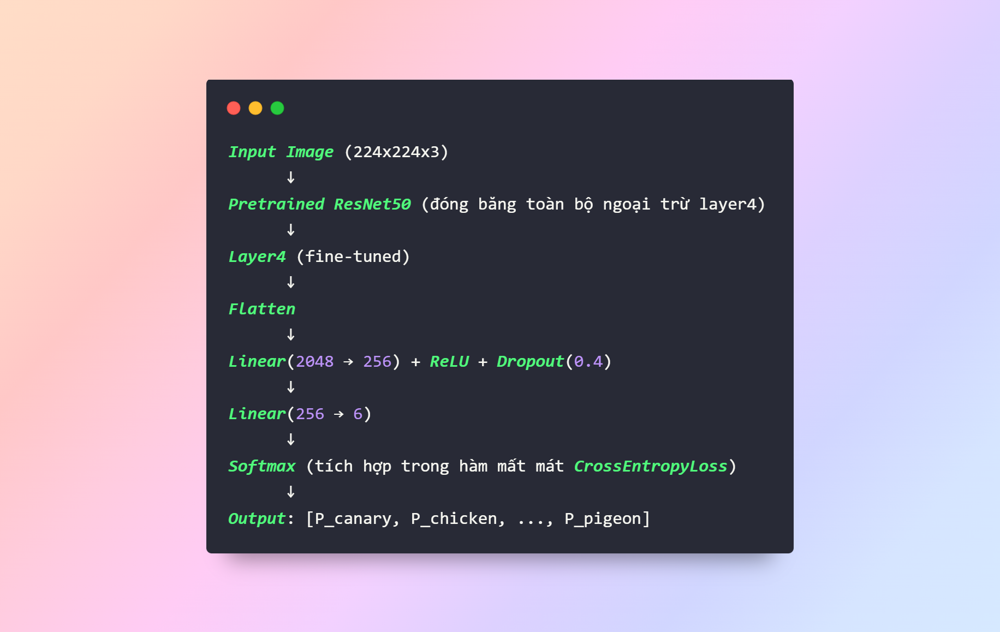 Input Image (224x224x3)
↓
Pretrained ResNet50 (đóng băng toàn bộ ngoại trừ layer4)
↓
Layer4 (fine-tuned)
↓
Flatten
↓
Linear(2048 → 256) + ReLU + Dropout(0.4)
↓
Linear(256 → 6)
↓
Softmax (tích hợp trong hàm mất mát CrossEntropyLoss)
↓
Output: [P_canary, P_chicken, ..., P_pigeon]